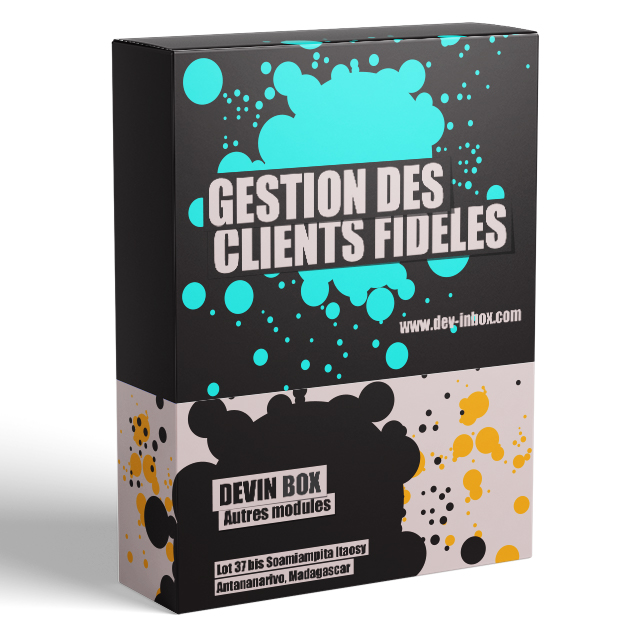 GESTION DES
CLIENTS FIDELES
www.dev-inbox.com
DEVIN BOX
Autres modules
Lot 37 bis Soamiampita Itaosy
Antananarivo, Madagascar